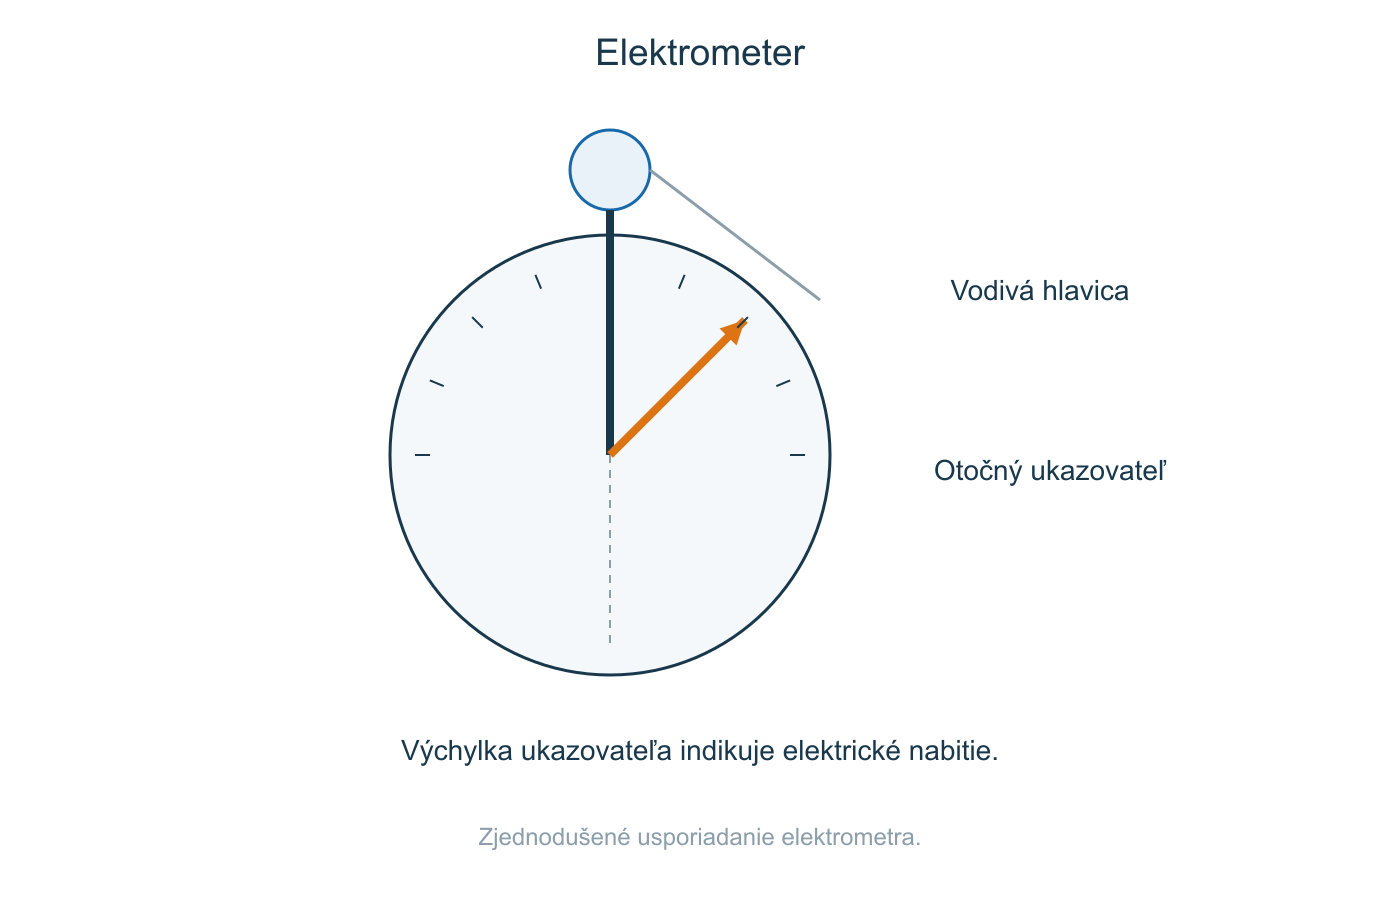 Elektrometer
Vodivá hlavica
Otočný ukazovateľ
Výchylka ukazovateľa indikuje elektrické nabitie.
Zjednodušené usporiadanie elektrometra.